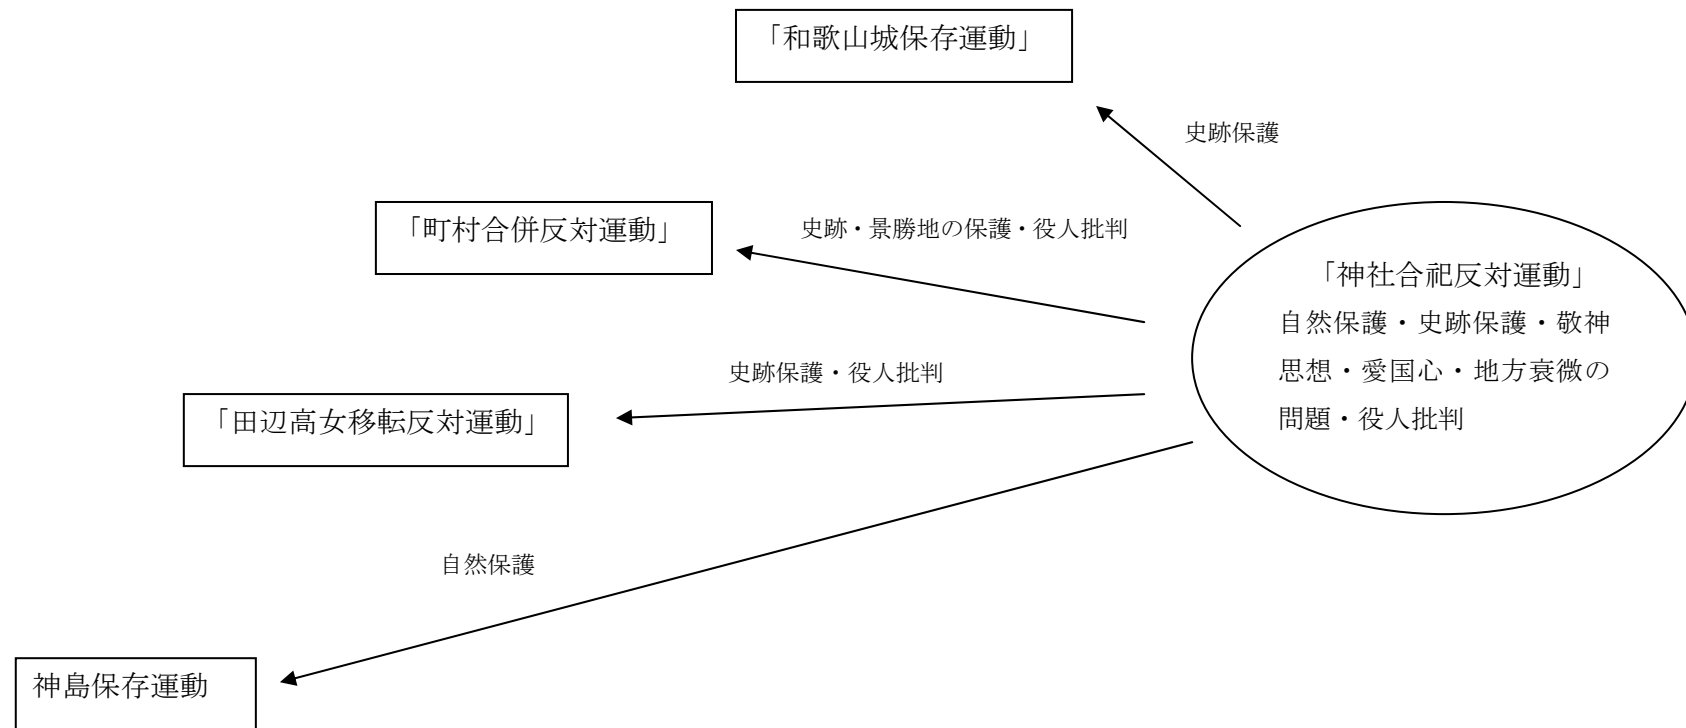 「和歌山城保存運動」
史跡保護
「町村合併反対運動」
史跡・景勝地の保護・役人批判
「神社合祀反対運動」
自然保護・史跡保護・敬神
思想・愛国心・地方衰微の
問題・役人批判
史跡保護・役人批判
「田辺高女移転反対運動」
自然保護
神島保存運動